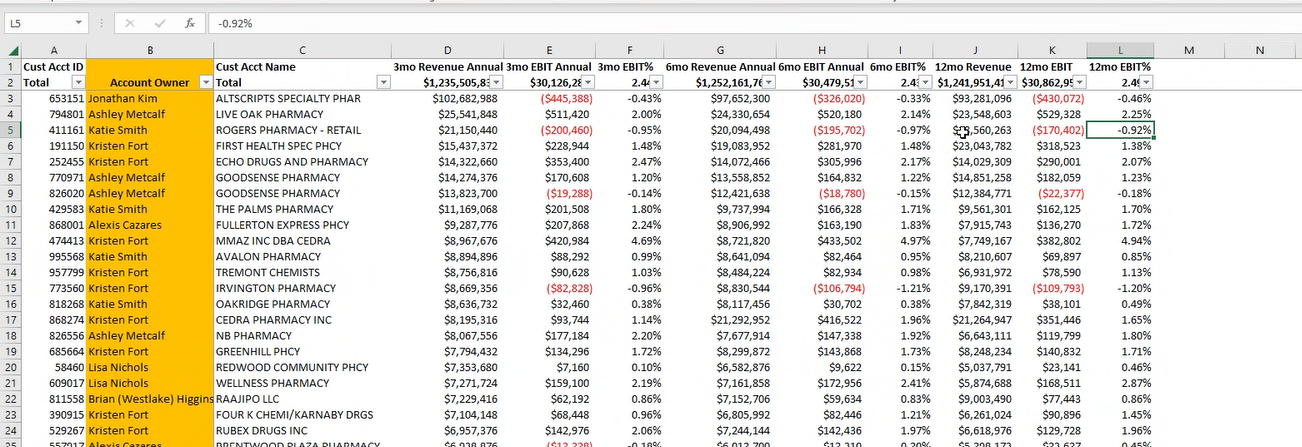 L5 fx -0.92%
A B C D E F G H I J K L M N
1 Cust Acct ID Cust Acct Name 3mo Revenue Annual 3mo EBIT Annual 3mo EBIT% 6mo Revenue Annual 6mo EBIT Annual 6mo EBIT% 12mo Revenue 12mo EBIT 12mo EBIT%
2 Total Account Owner Total $1,235,505,83 $30,126,28 2.44 $1,252,161,76 $30,479,51 2.43 $1,241,951,41 $30,862,95 2.49
3 653151 Jonathan Kim ALTSCRIPTS SPECIALTY PHAR $102,682,988 ($445,388) -0.43% $97,652,300 ($326,020) -0.33% $93,281,096 ($430,072) -0.46%
4 794801 Ashley Metcalf LIVE OAK PHARMACY $25,541,848 $511,420 2.00% $24,330,654 $520,180 2.14% $23,548,603 $529,328 2.25%
5 411161 Katie Smith ROGERS PHARMACY - RETAIL $21,150,440 ($200,460) -0.95% $20,094,498 ($195,702) -0.97% ,560,263 ($170,402) -0.92%
6 191150 Kristen Fort FIRST HEALTH SPEC PHCY $15,437,372 $228,944 1.48% $19,083,952 $281,970 1.48% $23,043,782 $318,523 1.38%
7 252455 Kristen Fort ECHO DRUGS AND PHARMACY $14,322,660 $353,400 2.47% $14,072,466 $305,996 2.17% $14,029,309 $290,001 2.07%
8 770971 Ashley Metcalf GOODSENSE PHARMACY $14,274,376 $170,608 1.20% $13,558,852 $164,832 1.22% $14,851,258 $182,059 1.23%
9 826020 Ashley Metcalf GOODSENSE PHARMACY $13,823,700 ($19,288) -0.14% $12,421,638 ($18,780) -0.15% $12,384,771 ($22,377) -0.18%
10 429583 Katie Smith THE PALMS PHARMACY $11,169,068 $201,508 1.80% $9,737,994 $166,328 1.71% $9,561,301 $162,125 1.70%
11 868001 Alexis Cazares FULLERTON EXPRESS PHCY $9,287,776 $207,868 2.24% $8,906,992 $163,190 1.83% $7,915,743 $136,270 1.72%
12 474413 Kristen Fort MMAZ INC DBA CEDRA $8,967,676 $420,984 4.69% $8,721,820 $433,502 4.97% $7,749,167 $382,802 4.94%
13 995568 Katie Smith AVALON PHARMACY $8,894,896 $88,292 0.99% $8,641,094 $82,464 0.95% $8,210,607 $69,897 0.85%
14 957799 Kristen Fort TREMONT CHEMISTS $8,756,816 $90,628 1.03% $8,484,224 $82,934 0.98% $6,931,972 $78,590 1.13%
15 773560 Kristen Fort IRVINGTON PHARMACY $8,669,356 ($82,828) -0.96% $8,830,544 ($106,794) -1.21% $9,170,391 ($109,793) -1.20%
16 818268 Katie Smith OAKRIDGE PHARMACY $8,636,732 $32,460 0.38% $8,117,456 $30,702 0.38% $7,842,319 $38,101 0.49%
17 868274 Kristen Fort CEDRA PHARMACY INC $8,195,316 $93,744 1.14% $21,292,952 $416,522 1.96% $21,264,947 $351,446 1.65%
18 826556 Ashley Metcalf NB PHARMACY $8,067,556 $177,184 2.20% $7,677,914 $147,338 1.92% $6,643,111 $119,799 1.80%
19 685664 Kristen Fort GREENHILL PHCY $7,794,432 $134,296 1.72% $8,299,872 $143,868 1.73% $8,248,234 $140,832 1.71%
20 58460 Lisa Nichols REDWOOD COMMUNITY PHCY $7,353,680 $7,160 0.10% $6,582,876 $9,622 0.15% $5,037,791 $23,141 0.46%
21 609017 Lisa Nichols WELLNESS PHARMACY $7,271,724 $159,100 2.19% $7,161,858 $172,956 2.41% $5,874,688 $168,511 2.87%
22 811558 Brian (Westlake) Higgins RAAJIPO LLC $7,229,416 $62,192 0.86% $7,152,706 $59,634 0.83% $9,003,490 $77,443 0.86%
23 390915 Kristen Fort FOUR K CHEMI/KARNABY DRGS $7,104,148 $68,448 0.96% $6,805,992 $82,446 1.21% $6,261,024 $90,896 1.45%
24 529267 Kristen Fort RUBEX DRUGS INC $6,957,376 $142,976 2.06% $7,244,144 $142,436 1.97% $6,618,976 $129,728 1.96%
25 557917 Alexis Cazares BRENTWOOD PLAZA PHARMACY